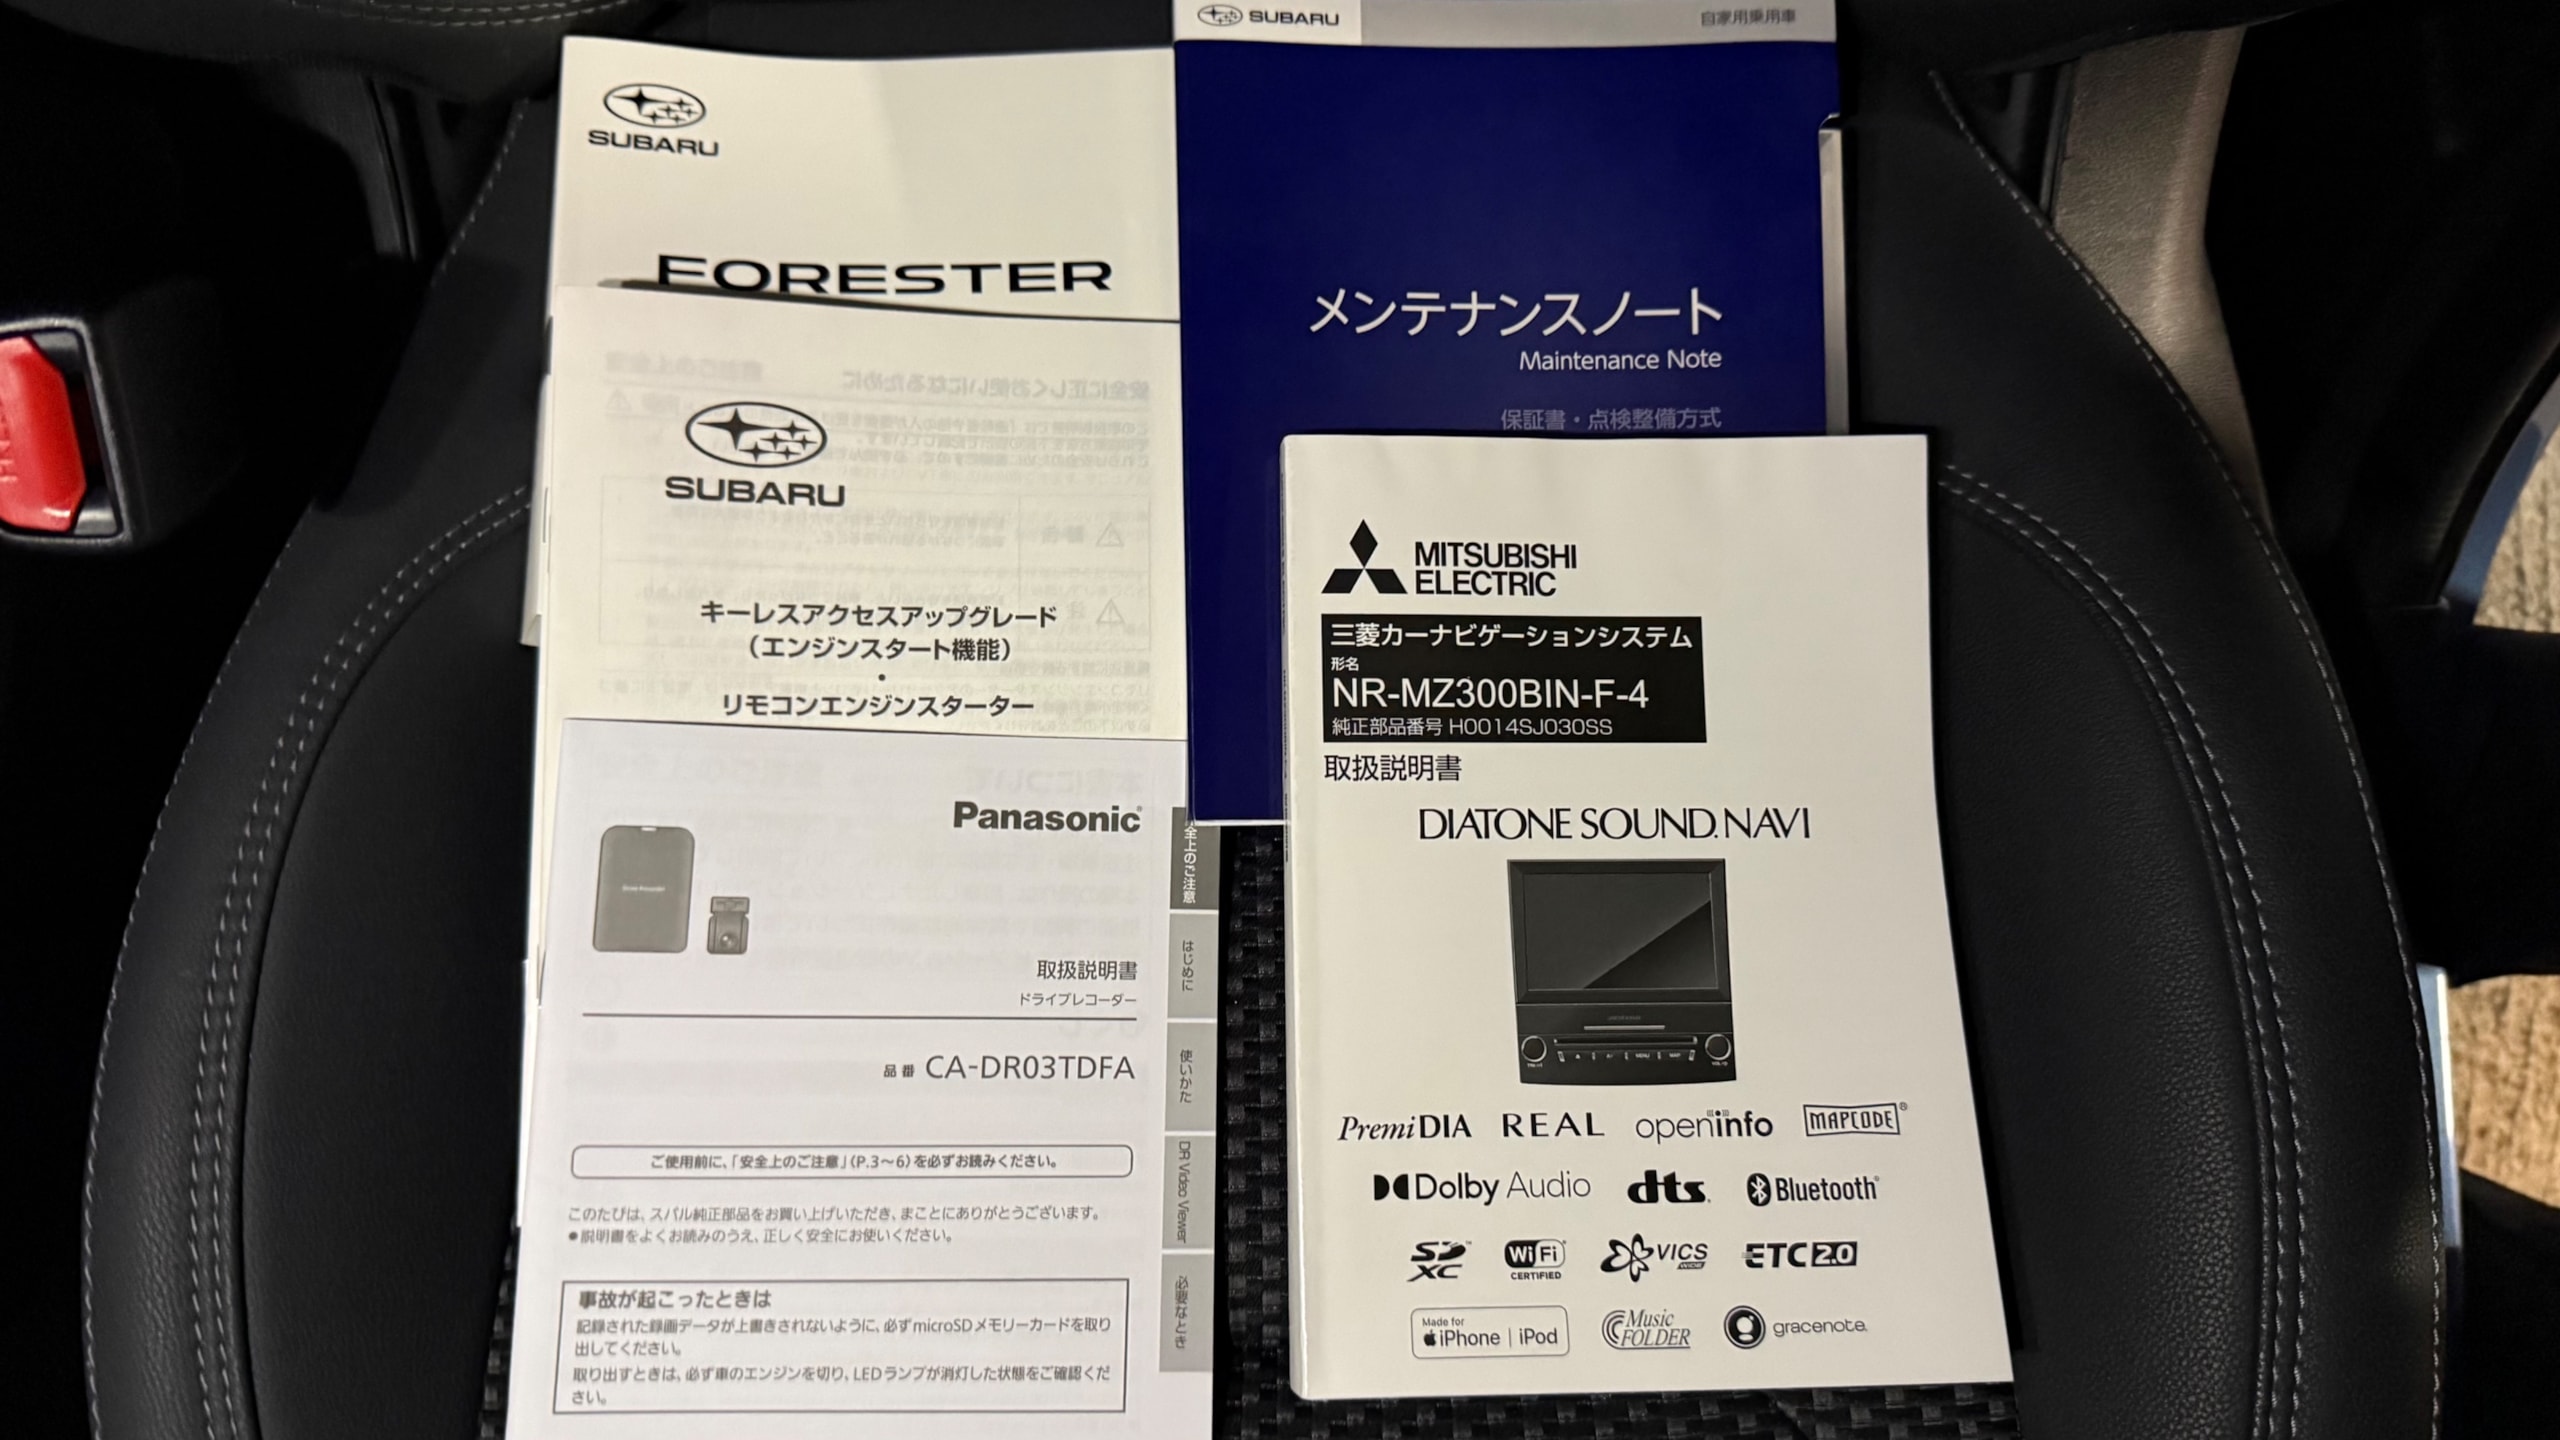 SUBARU
FORESTER
SUBARU
キーレスアクセスアップグレード
(エンジンスタート機能)
・
リモコンエンジンスターター
Panasonic
取扱説明書
ドライブレコーダー
品番 CA-DR03TDFA
ご使用前に、「安全上のご注意」(P.3～6)を必ずお読みください。
このたびは、スバル純正部品をお買い上げいただき、まことにありがとうございます。
●説明書をよくお読みのうえ、正しく安全にお使いください。
事故が起こったときは
記録された録画データが上書きされないように、必ずmicroSDメモリーカードを取り
出してください。
取り出すときは、必ず車のエンジンを切り、LEDランプが消灯した状態をご確認くだ
さい。
全上のご注意
はじめに
使いかた
DR Video Viewer
必要なとき
SUBARU
自家用乗用車
メンテナンスノート
Maintenance Note
保証書・点検整備方式
MITSUBISHI
ELECTRIC
三菱カーナビゲーションシステム
形名
NR-MZ300BIN-F-4
純正部品番号 H0014SJ030SS
取扱説明書
DIATONE SOUND.NAVI
PremiDIA REAL openinfo MAPCODE®
Dolby Audio dts Bluetooth®
SD XC Wi Fi CERTIFIED VICS WIDE ETC 2.0
Made for iPhone | iPod Music FOLDER gracenote.